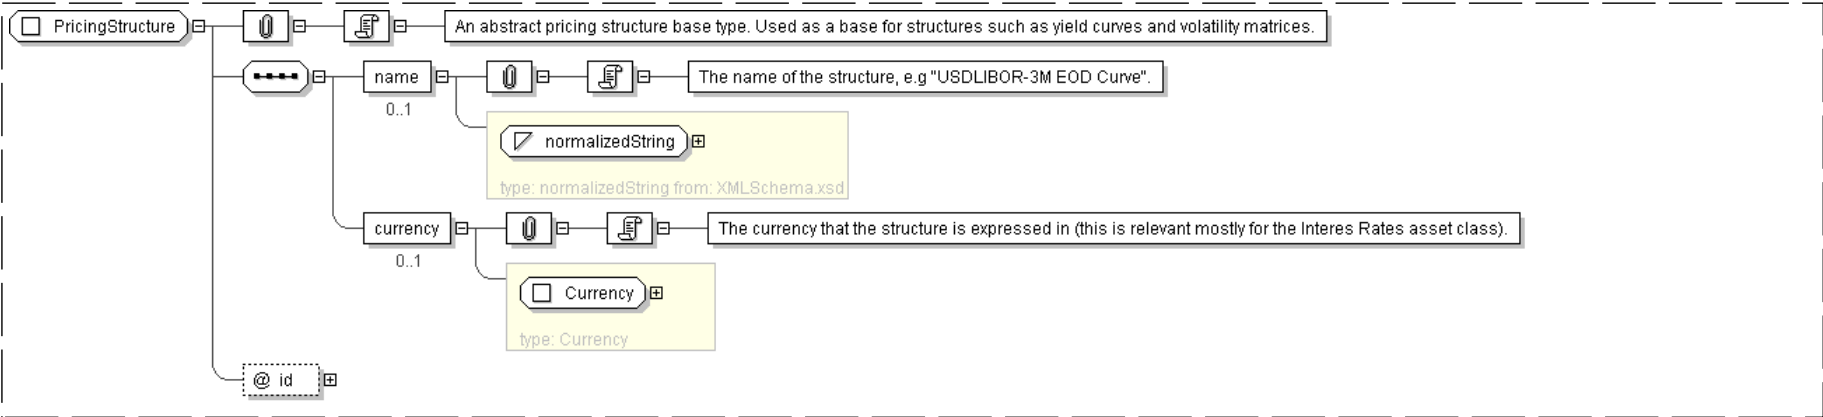 PricingStructure
An abstract pricing structure base type. Used as a base for structures such as yield curves and volatility matrices.
name
The name of the structure, e.g "USDLIBOR-3M EOD Curve".
0..1
normalizedString
type: normalizedString from: XMLSchema.xsd
currency
The currency that the structure is expressed in (this is relevant mostly for the Interes Rates asset class).
0..1
Currency
type: Currency
@ id